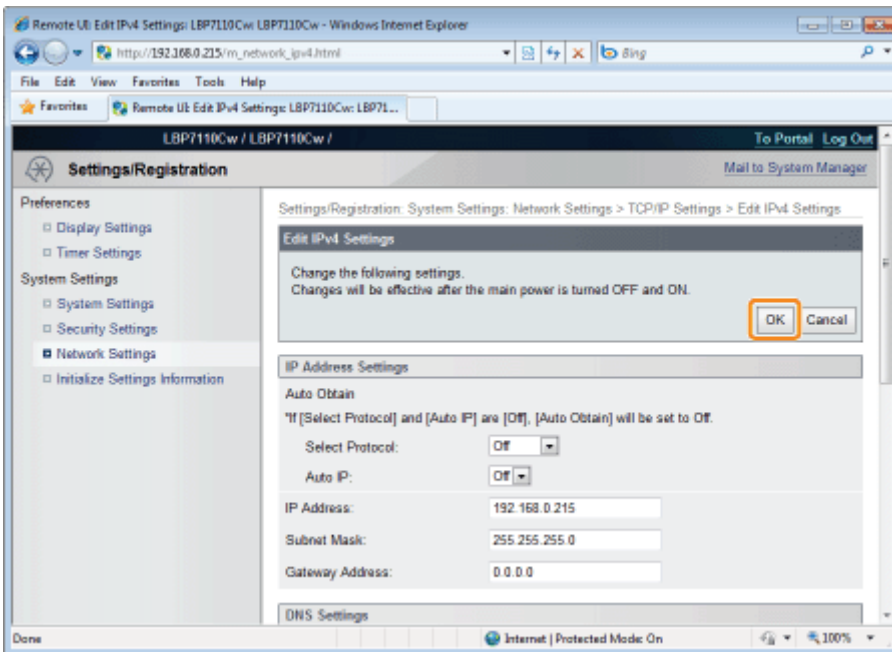 Remote UI: Edit IPv4 Settings: LBP7110Cw: LBP7110Cw - Windows Internet Explorer
http://192.168.0.215/m_network_ipv4.html
Bing
File Edit View Favorites Tools Help
Favorites
Remote UI: Edit IPv4 Settings: LBP7110Cw: LBP71...
LBP7110Cw / LBP7110Cw /
To Portal Log Out
Settings/Registration
Mail to System Manager
Preferences
Display Settings
Timer Settings
System Settings
System Settings
Security Settings
Network Settings
Initialize Settings Information
Settings/Registration: System Settings: Network Settings > TCP/IP Settings > Edit IPv4 Settings
Edit IPv4 Settings
Change the following settings.
Changes will be effective after the main power is turned OFF and ON.
OK Cancel
IP Address Settings
Auto Obtain
*If [Select Protocol] and [Auto IP] are [Off], [Auto Obtain] will be set to Off.
Select Protocol: Off
Auto IP: Off
IP Address: 192.168.0.215
Subnet Mask: 255.255.255.0
Gateway Address: 0.0.0.0
DNS Settings
Done
Internet | Protected Mode: On
100%